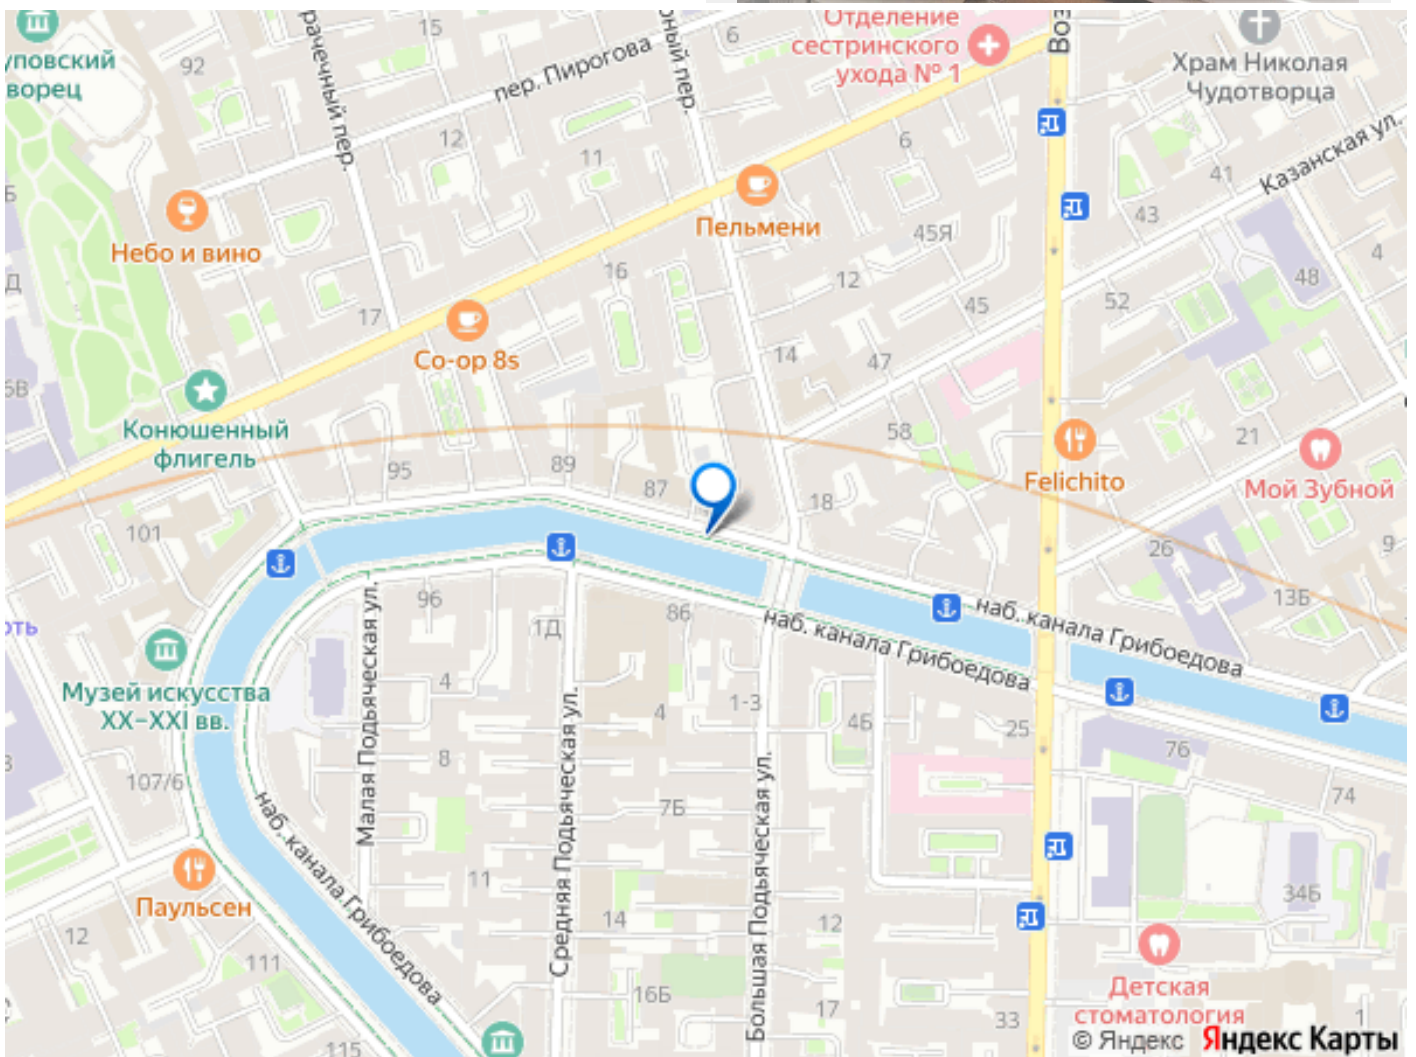 Отделение
сестринского
ухода № 1
Воз
15
6
Храм Николая
Чудотворца
уповский
ворец
92
рачечный пер.
пер. Пирогова
ный пер.
12
11
6
Казанская ул.
41
43
Б
Небо и вино
Пельмени
45Я
Д
16
12
48
4
17
45
52
Co-op 8s
14
47
6В
Конюшенный
флигель
58
21
95
89
87
Felichito
Мой Зубной
18
101
26
9
13Б
96
86
1Д
наб. канала Грибоедова
наб. канала Грибоедова
ть
Музей искусства
XX–XXI вв.
4
4
1-3
4Б
25
76
3
107/6
8
7Б
74
Малая Подьяческая ул.
Средняя Подьяческая ул.
Большая Подьяческая ул.
наб. канала Грибоедова
Паульсен
11
14
12
34Б
12
111
16Б
17
33
Детская
стоматология
1
115
© Яндекс Яндекс Карты